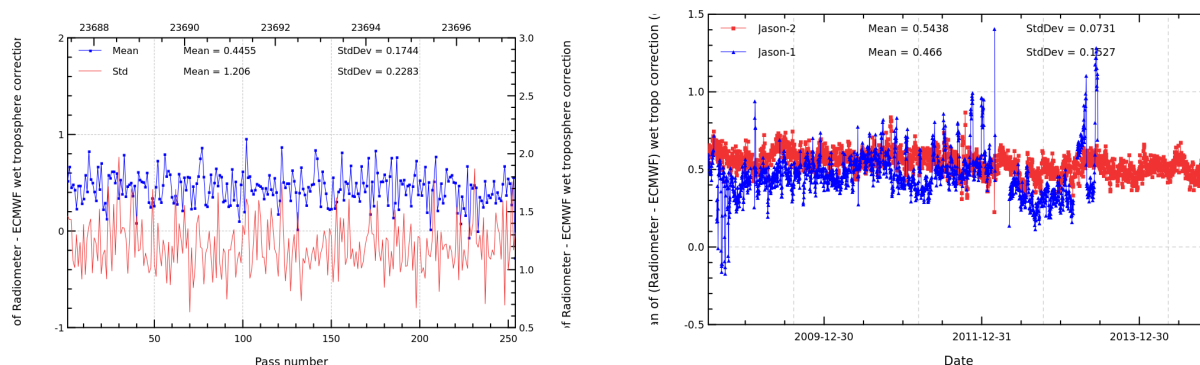 23688 23690 23692 23694 23696
of Radiometer - ECMWF wet troposphere correction
2
1
0
-1
Mean Mean = 0.4455 StdDev = 0.1744
Std Mean = 1.206 StdDev = 0.2283
3.0
2.5
2.0
1.5
1.0
0.5
of Radiometer - ECMWF wet troposphere correction
50 100 150 200 250
Pass number
of (Radiometer - ECMWF) wet tropo correction (
1.5
1.0
0.5
0.0
-0.5
Jason-2 Mean = 0.5438 StdDev = 0.0731
Jason-1 Mean = 0.466 StdDev = 0.1527
2009-12-30 2011-12-31 2013-12-30
Date